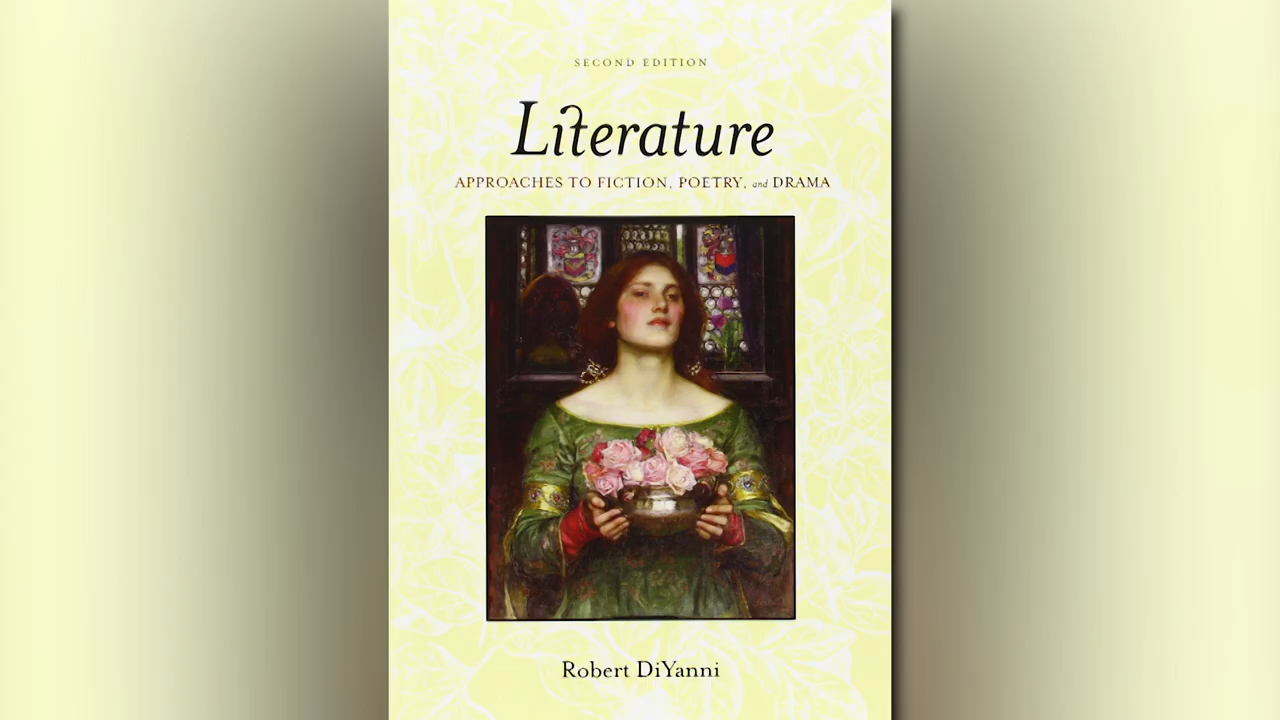 SECOND EDITION
Literature
APPROACHES TO FICTION, POETRY, and DRAMA
Robert DiYanni